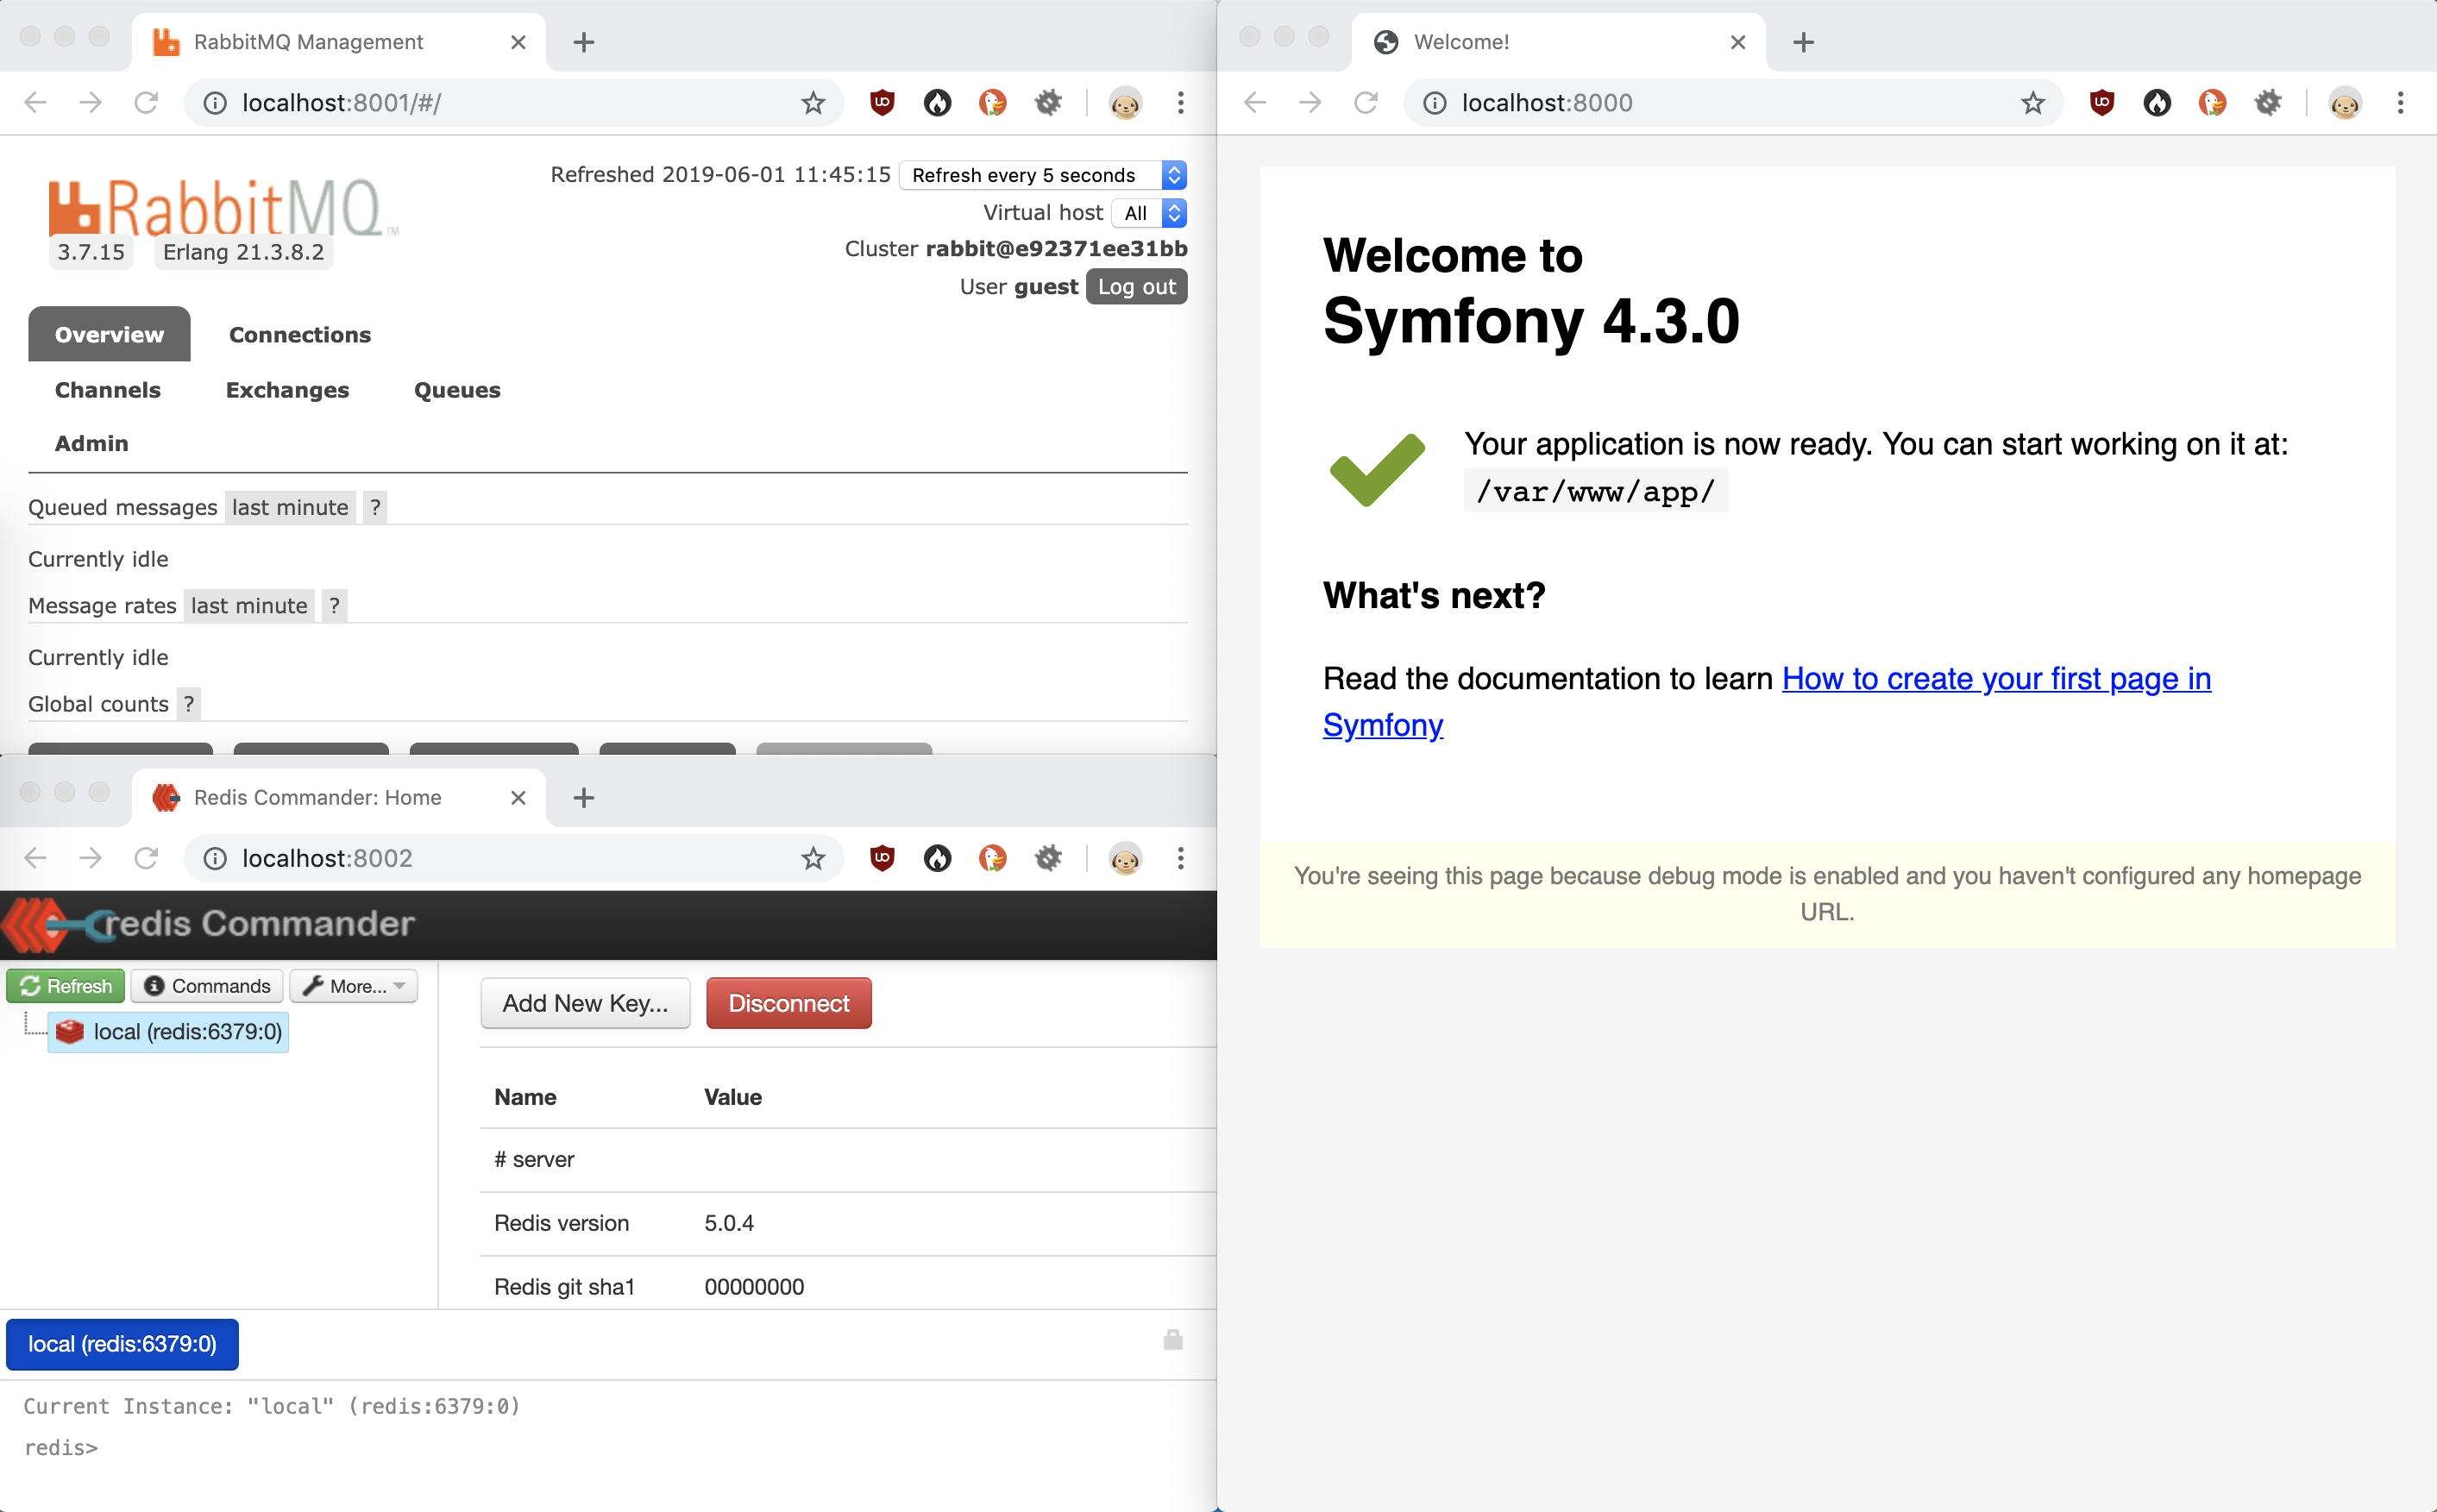 RabbitMQ Management
localhost:8001/#/
Refreshed 2019-06-01 11:45:15 Refresh every 5 seconds
RabbitMQ TM
Virtual host All
3.7.15 Erlang 21.3.8.2
Cluster rabbit@e92371ee31bb
User guest Log out
Overview Connections
Channels Exchanges Queues
Admin
Queued messages last minute ?
Currently idle
Message rates last minute ?
Currently idle
Global counts ?
Redis Commander: Home
localhost:8002
redis Commander
Refresh Commands More...
local (redis:6379:0)
Add New Key... Disconnect
Name Value
# server
Redis version 5.0.4
Redis git sha1 00000000
local (redis:6379:0)
Current Instance: "local" (redis:6379:0)
redis>
Welcome!
localhost:8000
Welcome to
Symfony 4.3.0
Your application is now ready. You can start working on it at:
/var/www/app/
What's next?
Read the documentation to learn How to create your first page in
Symfony
You're seeing this page because debug mode is enabled and you haven't configured any homepage
URL.